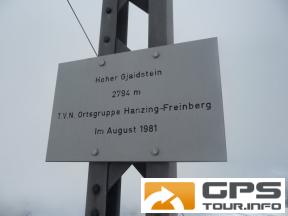 Hoher Gjaidstein
2794 m
T.V.N. Ortsgruppe Hanzing-Freinberg
Im August 1981
GPS
TOUR.INFO